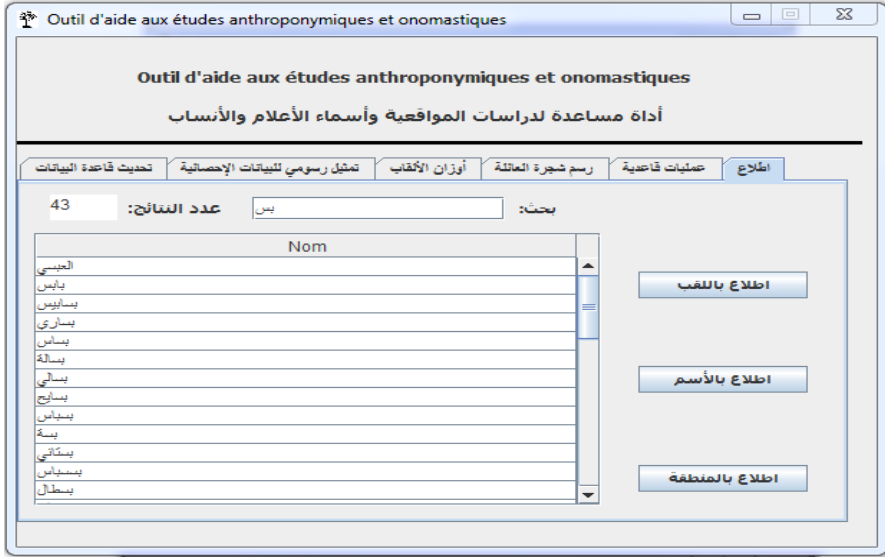 Outil d'aide aux études anthroponymiques et onomastiques
Outil d'aide aux études anthroponymiques et onomastiques
أداة مساعدة لدراسات المواقعية وأسماء الأعلام والأنساب
اطلاع عمليات قاعدية رسم شجرة العائلة أوزان الألقاب تمثيل رسومي للبيانات الإحصائية تحديث قاعدة البيانات
بحث: بس عدد النتائج: 43
Nom
العبسي
بابس
بسابيس
بساري
بساس
بسالة
بسالي
بسايح
بسباس
بسة
بستاني
بسباس
بسطال
اطلاع باللقب
اطلاع بالأسم
اطلاع بالمنطقة